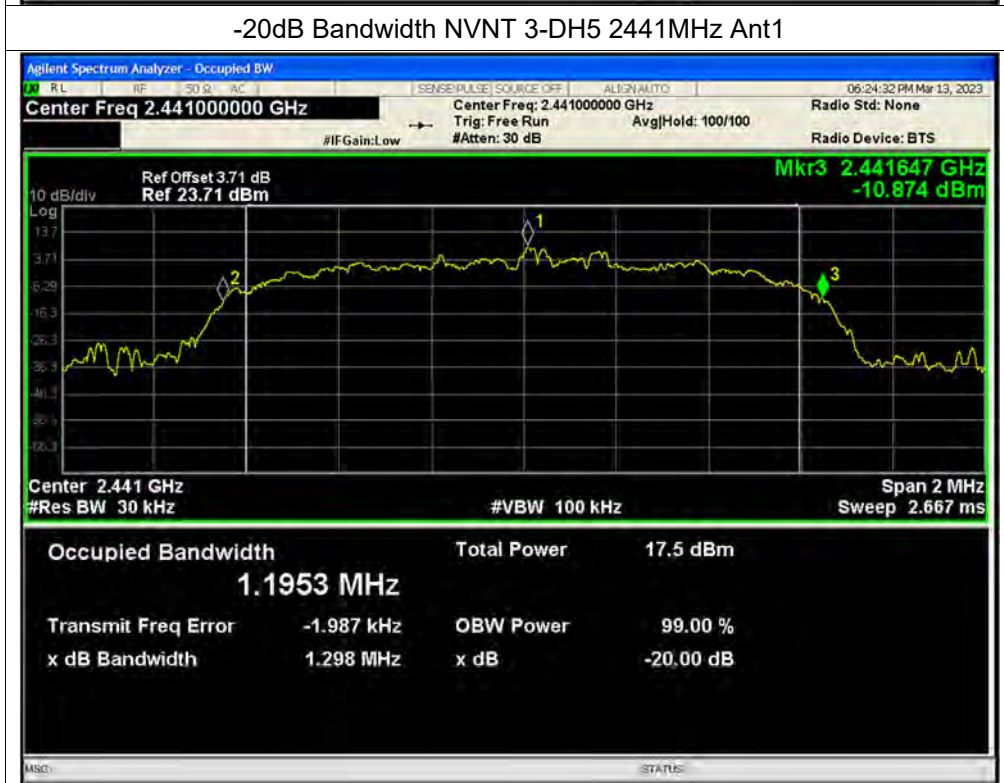 -20dB Bandwidth NVNT 3-DH5 2441MHz Ant1
Agilent Spectrum Analyzer - Occupied BW
RL RF 50 Ω AC SENSE:PULSE SOURCE OFF ALIGN AUTO 06:24:32 PM Mar 13, 2023
Center Freq 2.441000000 GHz Center Freq: 2.441000000 GHz Radio Std: None
Trig: Free Run Avg|Hold: 100/100
#IFGain:Low #Atten: 30 dB Radio Device: BTS
Ref Offset 3.71 dB Mkr3 2.441647 GHz
10 dB/div Ref 23.71 dBm -10.874 dBm
Log
13.7
3.71
-6.29
-16.3
-26.3
-36.3
-46.3
1
2
3
Center 2.441 GHz Span 2 MHz
#Res BW 30 kHz #VBW 100 kHz Sweep 2.667 ms
Occupied Bandwidth Total Power 17.5 dBm
1.1953 MHz
Transmit Freq Error -1.987 kHz OBW Power 99.00 %
x dB Bandwidth 1.298 MHz x dB -20.00 dB
MSG STATUS